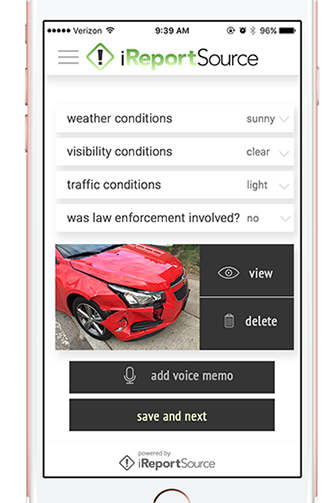 Verizon 9:39 AM 96%
iReportSource
weather conditions sunny
visibility conditions clear
traffic conditions light
was law enforcement involved? no
view
delete
add voice memo
save and next
powered by
iReportSource